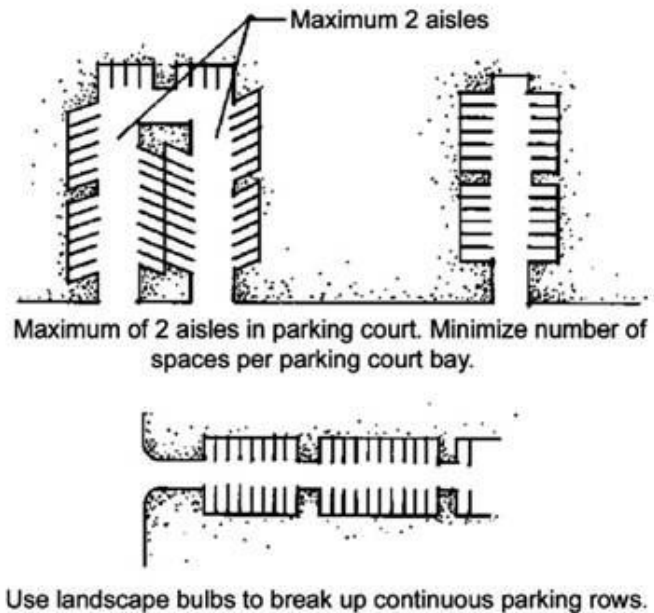 Maximum 2 aisles
Maximum of 2 aisles in parking court. Minimize number of
spaces per parking court bay.
Use landscape bulbs to break up continuous parking rows.